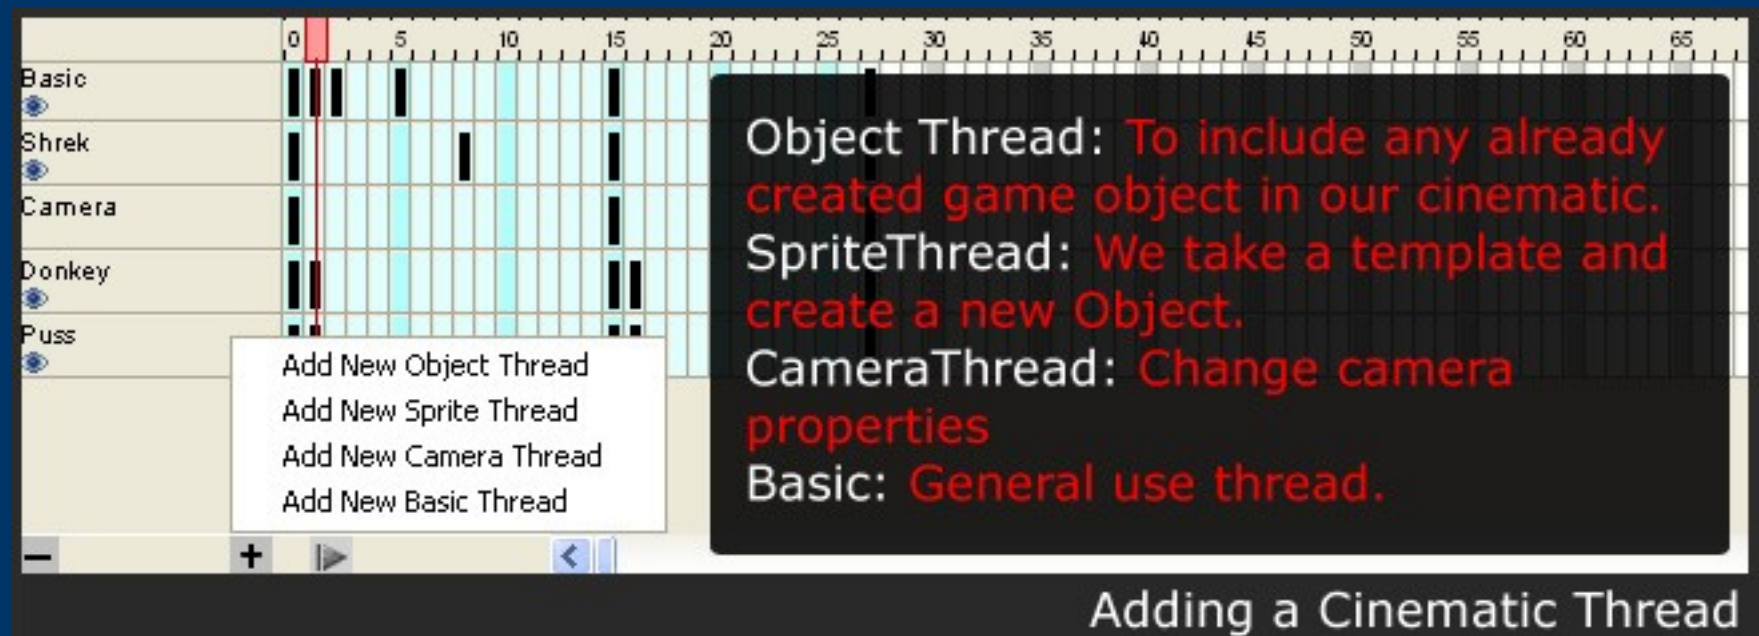 0 5 10 15 20 25 30 35 40 45 50 55 60 65
Basic
Shrek
Camera
Donkey
Puss
Add New Object Thread
Add New Sprite Thread
Add New Camera Thread
Add New Basic Thread
Object Thread: To include any already
created game object in our cinematic.
SpriteThread: We take a template and
create a new Object.
CameraThread: Change camera
properties
Basic: General use thread.
Adding a Cinematic Thread